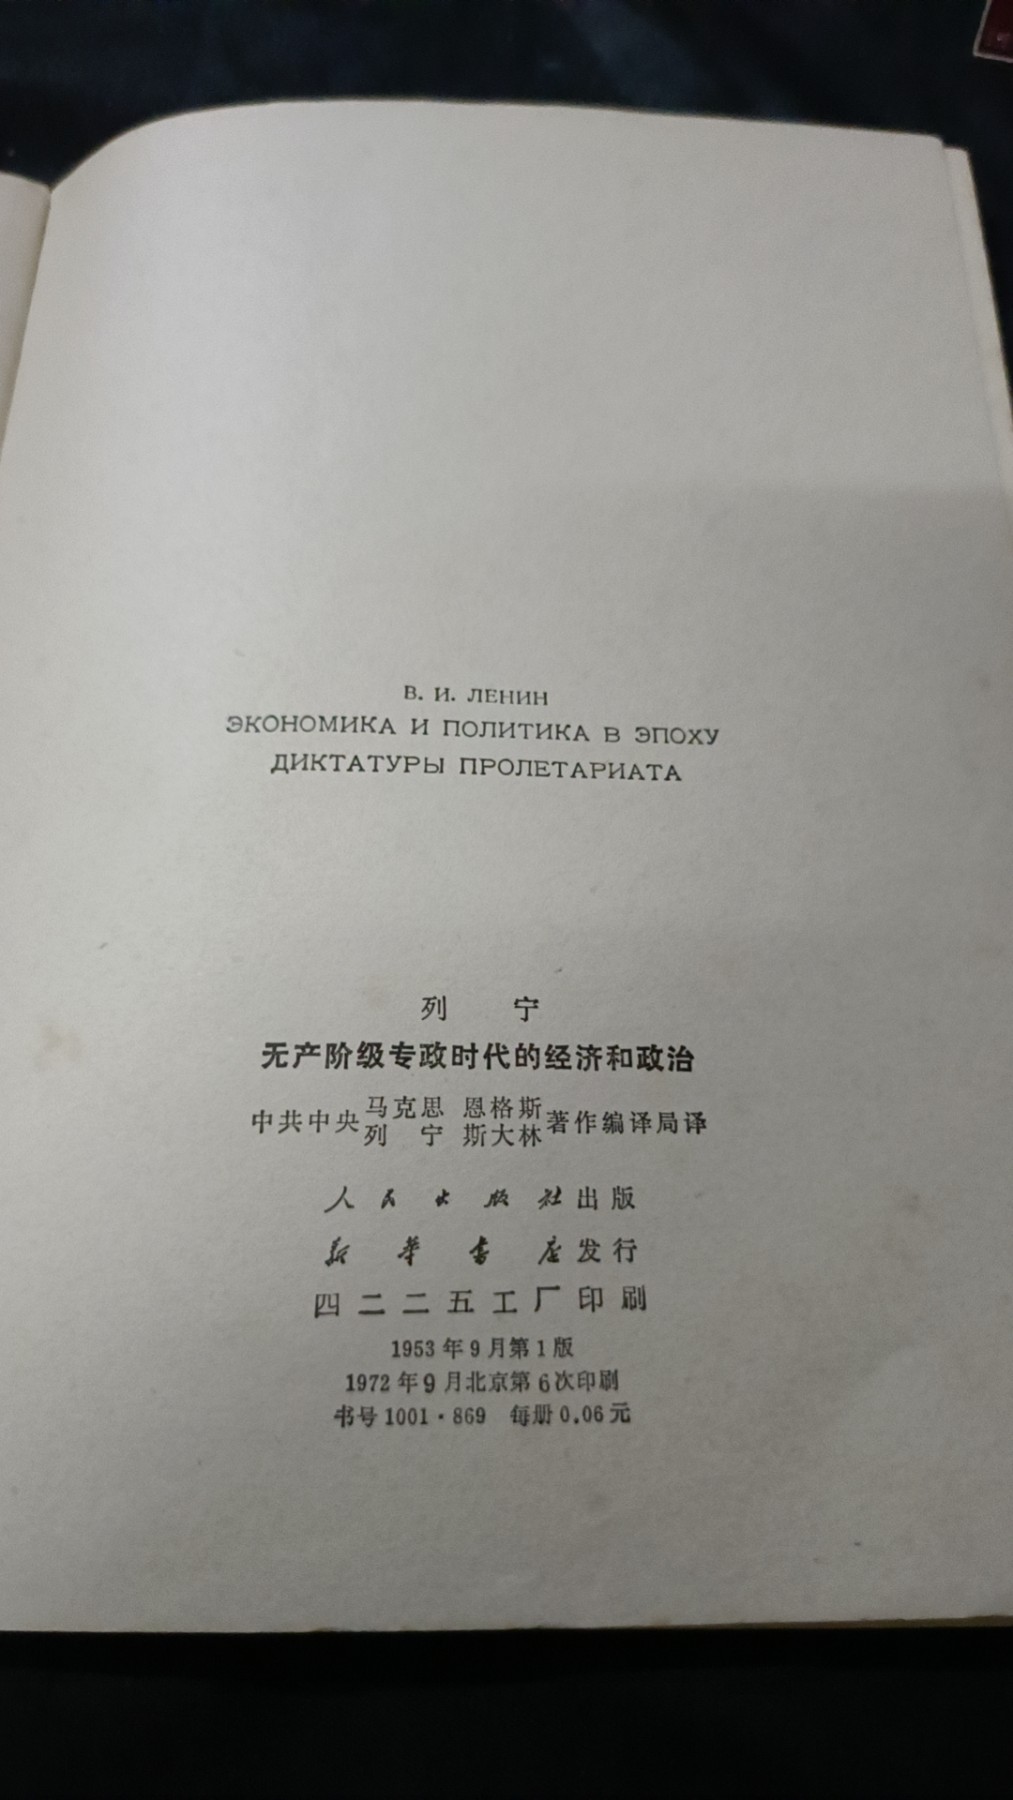 В. И. ЛЕНИН
ЭКОНОМИКА И ПОЛИТИКА В ЭПОХУ
ДИКТАТУРЫ ПРОЛЕТАРИАТА
列 宁
无产阶级专政时代的经济和政治
中共中央马克思 恩格斯列 宁 斯大林著作编译局译
人民出版社出版
新华书店发行
四二二五工厂印刷
1953年9月第1版
1972年9月北京第6次印刷
书号1001·869 每册0.06元